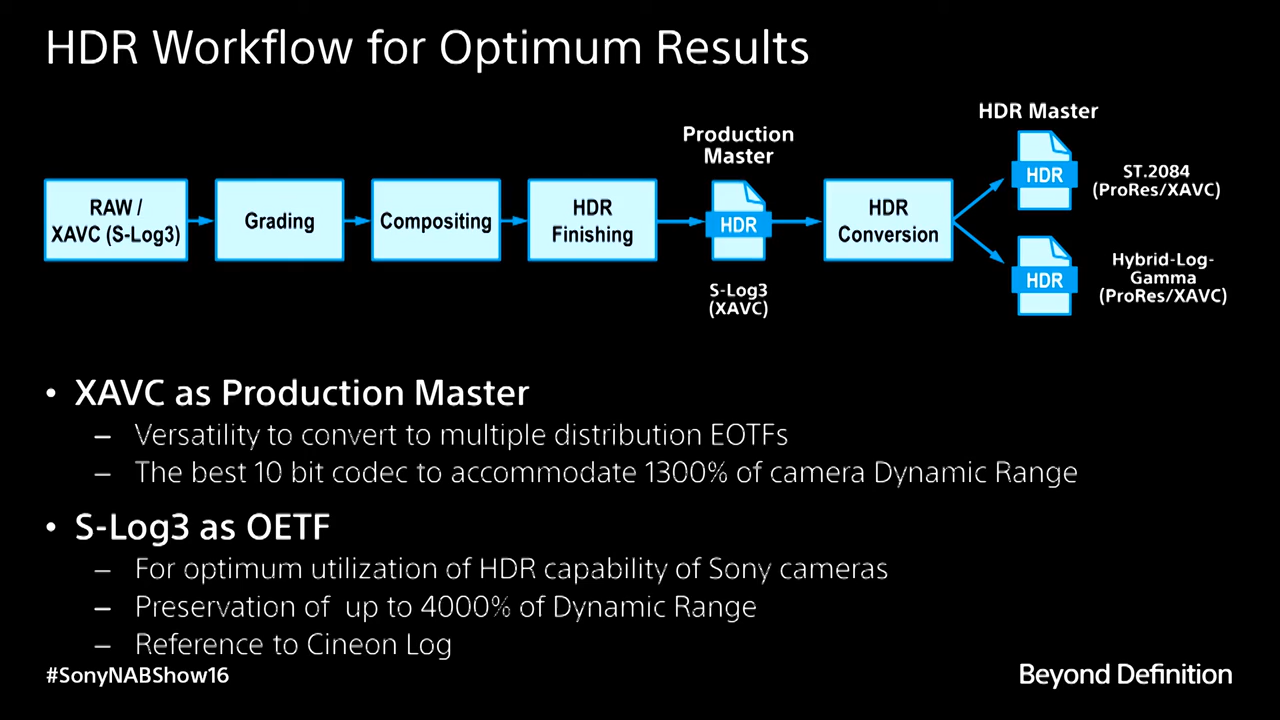 HDR Workflow for Optimum Results
RAW /
XAVC (S-Log3)
Grading
Compositing
HDR
Finishing
Production
Master
HDR
S-Log3
(XAVC)
HDR
Conversion
HDR Master
HDR
ST.2084
(ProRes/XAVC)
HDR
Hybrid-Log-
Gamma
(ProRes/XAVC)
• XAVC as Production Master
– Versatility to convert to multiple distribution EOTFs
– The best 10 bit codec to accommodate 1300% of camera Dynamic Range
• S-Log3 as OETF
– For optimum utilization of HDR capability of Sony cameras
– Preservation of up to 4000% of Dynamic Range
– Reference to Cineon Log
#SonyNABShow16
Beyond Definition